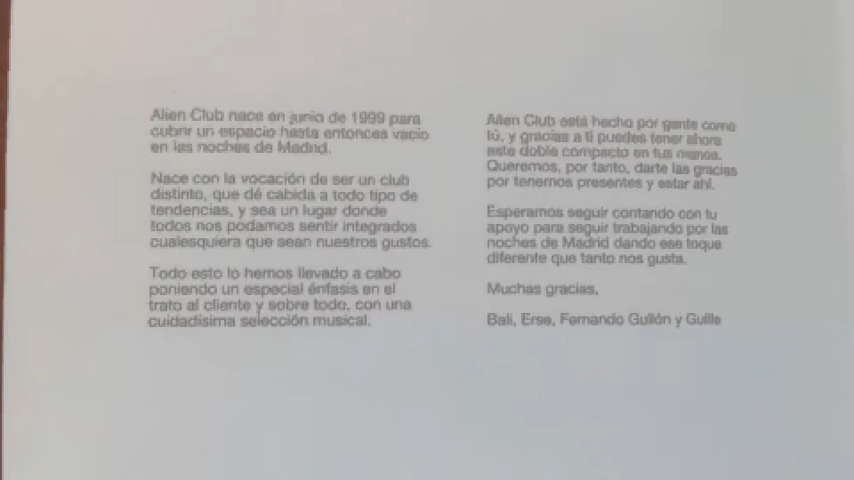 Alien Club nace en junio de 1999 para
cubrir un espacio hasta entonces vacío
en las noches de Madrid.
Nace con la vocación de ser un club
distinto, que dé cabida a todo tipo de
tendencias, y sea un lugar donde
todos nos podamos sentir integrados
cualesquiera que sean nuestros gustos.
Todo esto lo hemos llevado a cabo
poniendo un especial énfasis en el
trato al cliente y sobre todo, con una
cuidadísima selección musical.
Alien Club está hecho por gente como
tú, y gracias a ti puedes tener ahora
este doble compacto en tus manos.
Queremos, por tanto, darte las gracias
por tenernos presentes y estar ahí.
Esperamos seguir contando con tu
apoyo para seguir trabajando por las
noches de Madrid dando ese toque
diferente que tanto nos gusta.
Muchas gracias,
Bali, Erse, Fernando Gullón y Guille